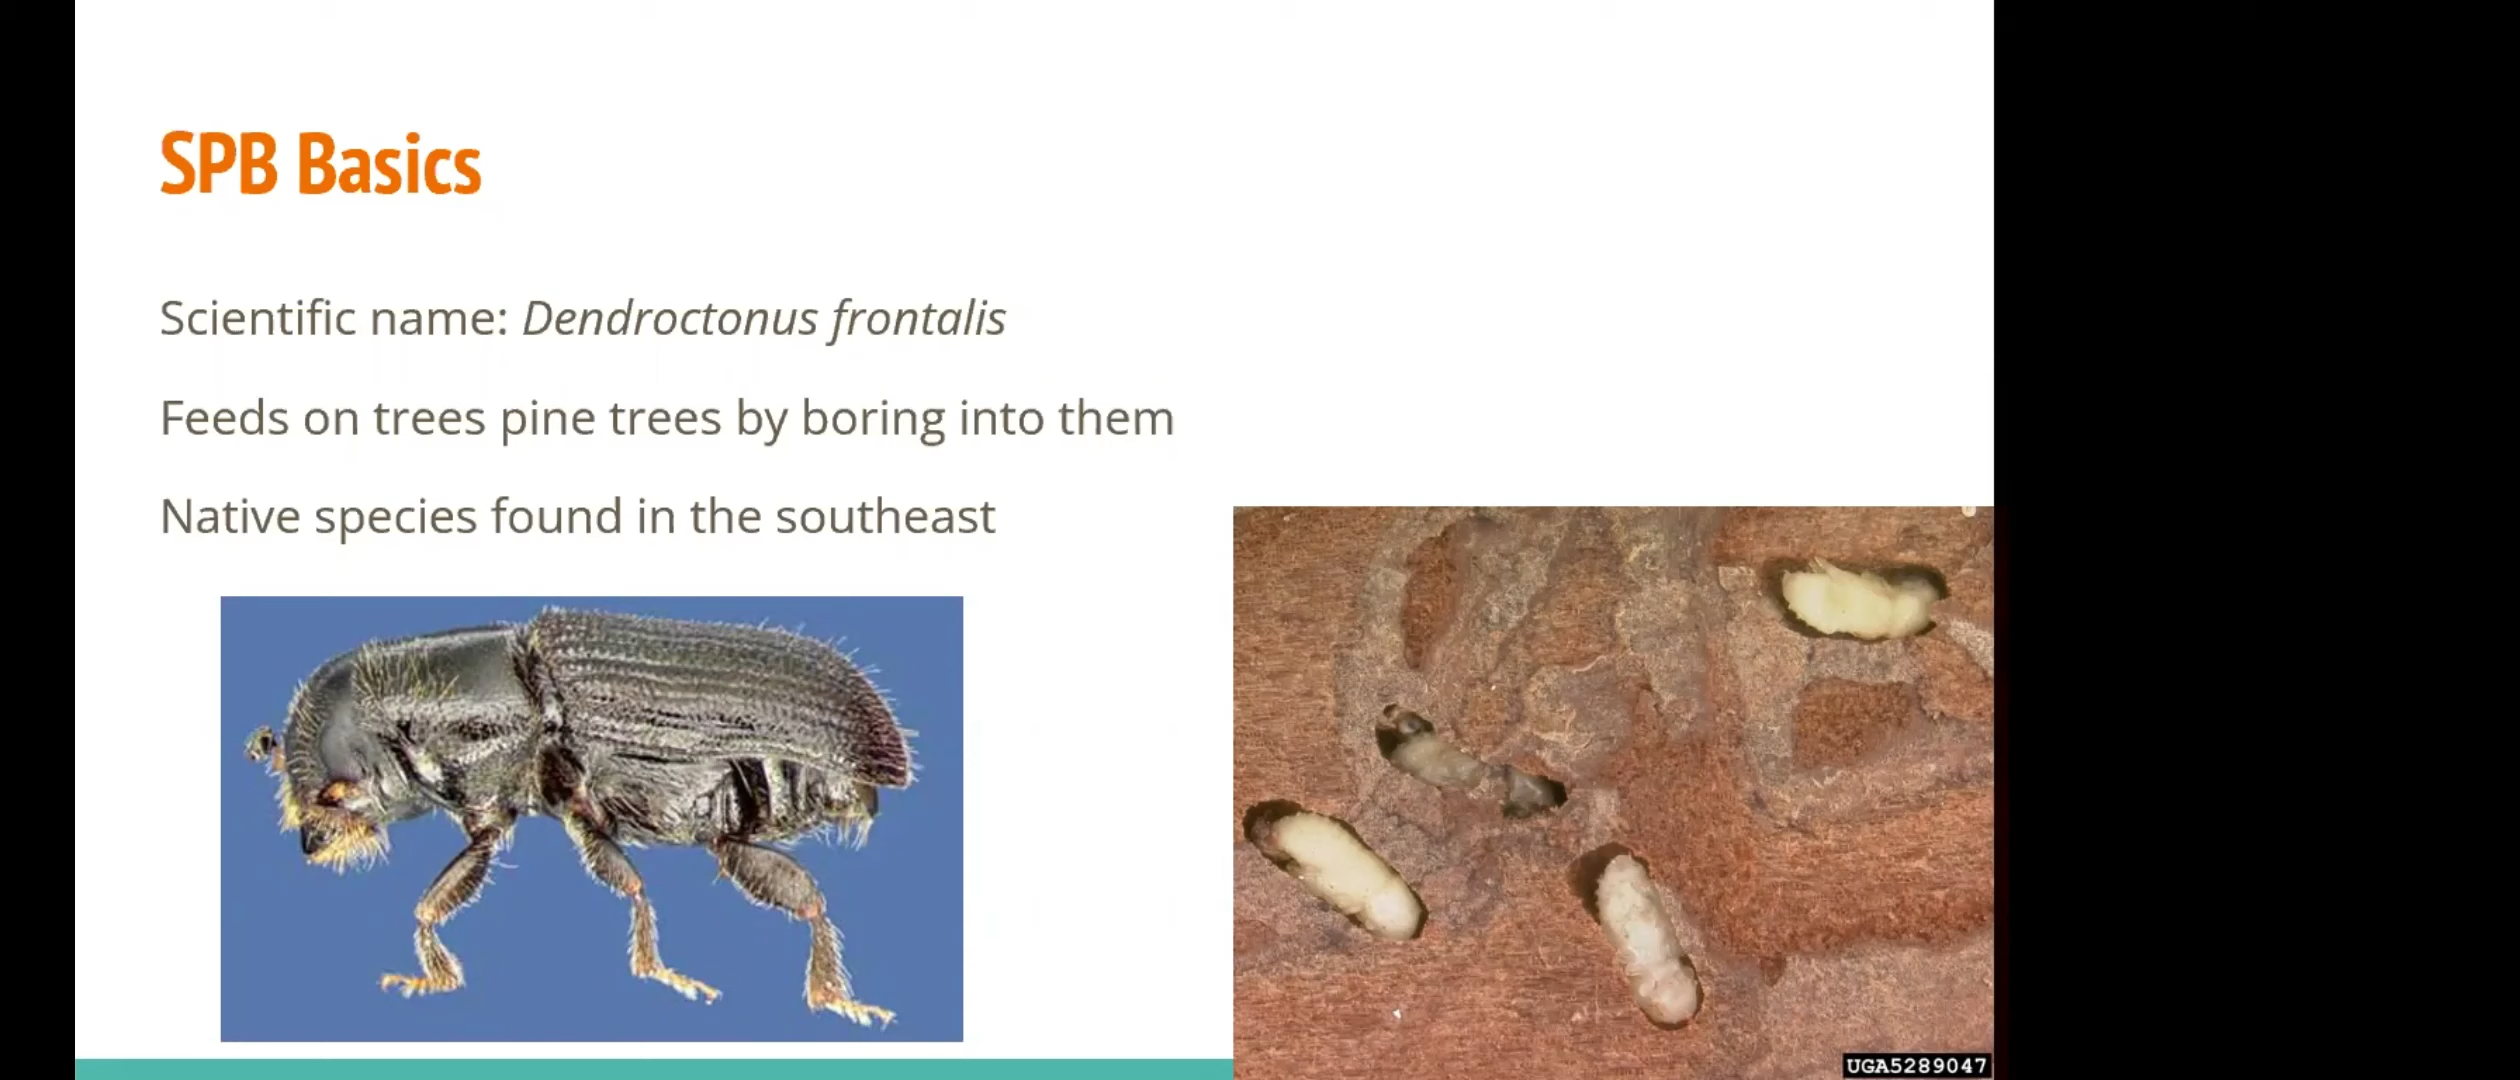 SPB Basics
Scientific name: Dendroctonus frontalis
Feeds on trees pine trees by boring into them
Native species found in the southeast
UGA5289047